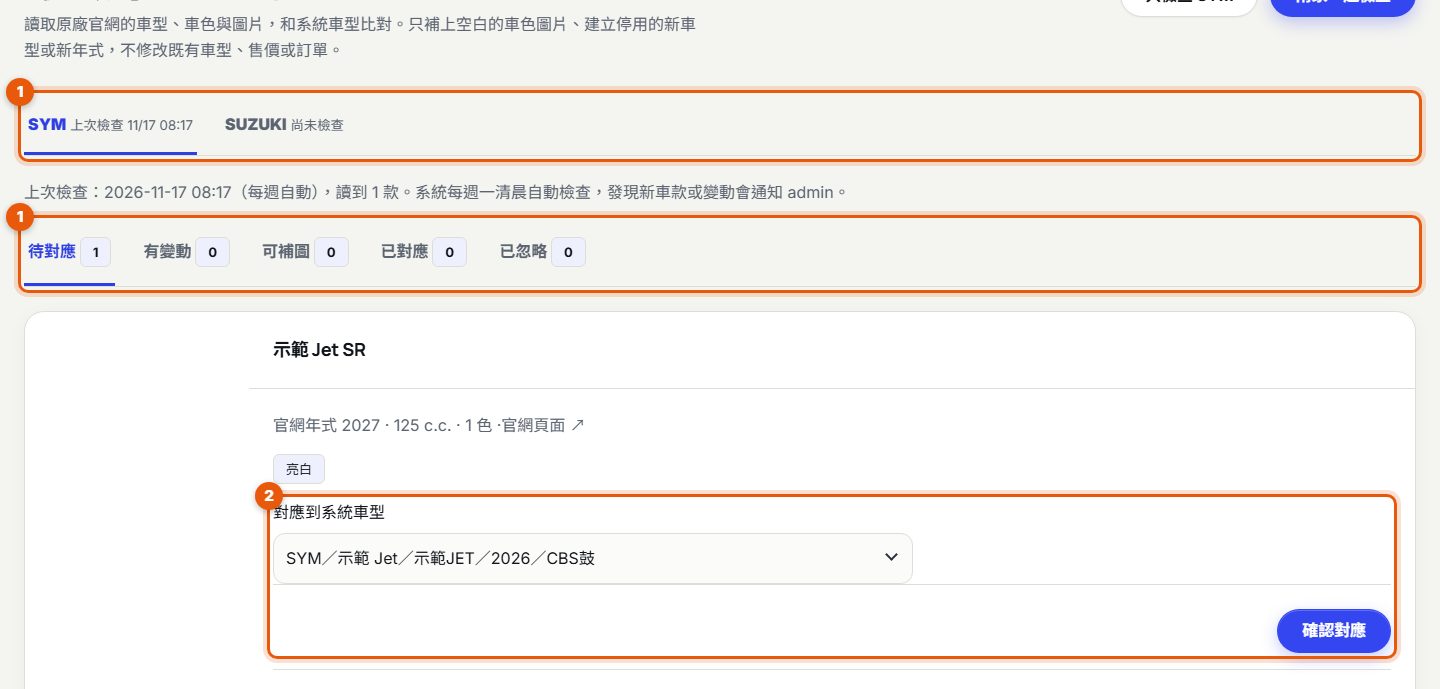 讀取原廠官網的車型、車色與圖片，和系統車型比對。只補上空白的車色圖片、建立停用的新車
型或新年式，不修改既有車型、售價或訂單。
1
SYM 上次檢查 11/17 08:17 SUZUKI 尚未檢查
上次檢查：2026-11-17 08:17（每週自動），讀到 1 款。系統每週一清晨自動檢查，發現新車款或變動會通知 admin。
1
待對應 1 有變動 0 可補圖 0 已對應 0 已忽略 0
示範 Jet SR
官網年式 2027 · 125 c.c. · 1 色 ·官網頁面 ↗
亮白
2
對應到系統車型
SYM／示範 Jet／示範JET／2026／CBS鼓
確認對應